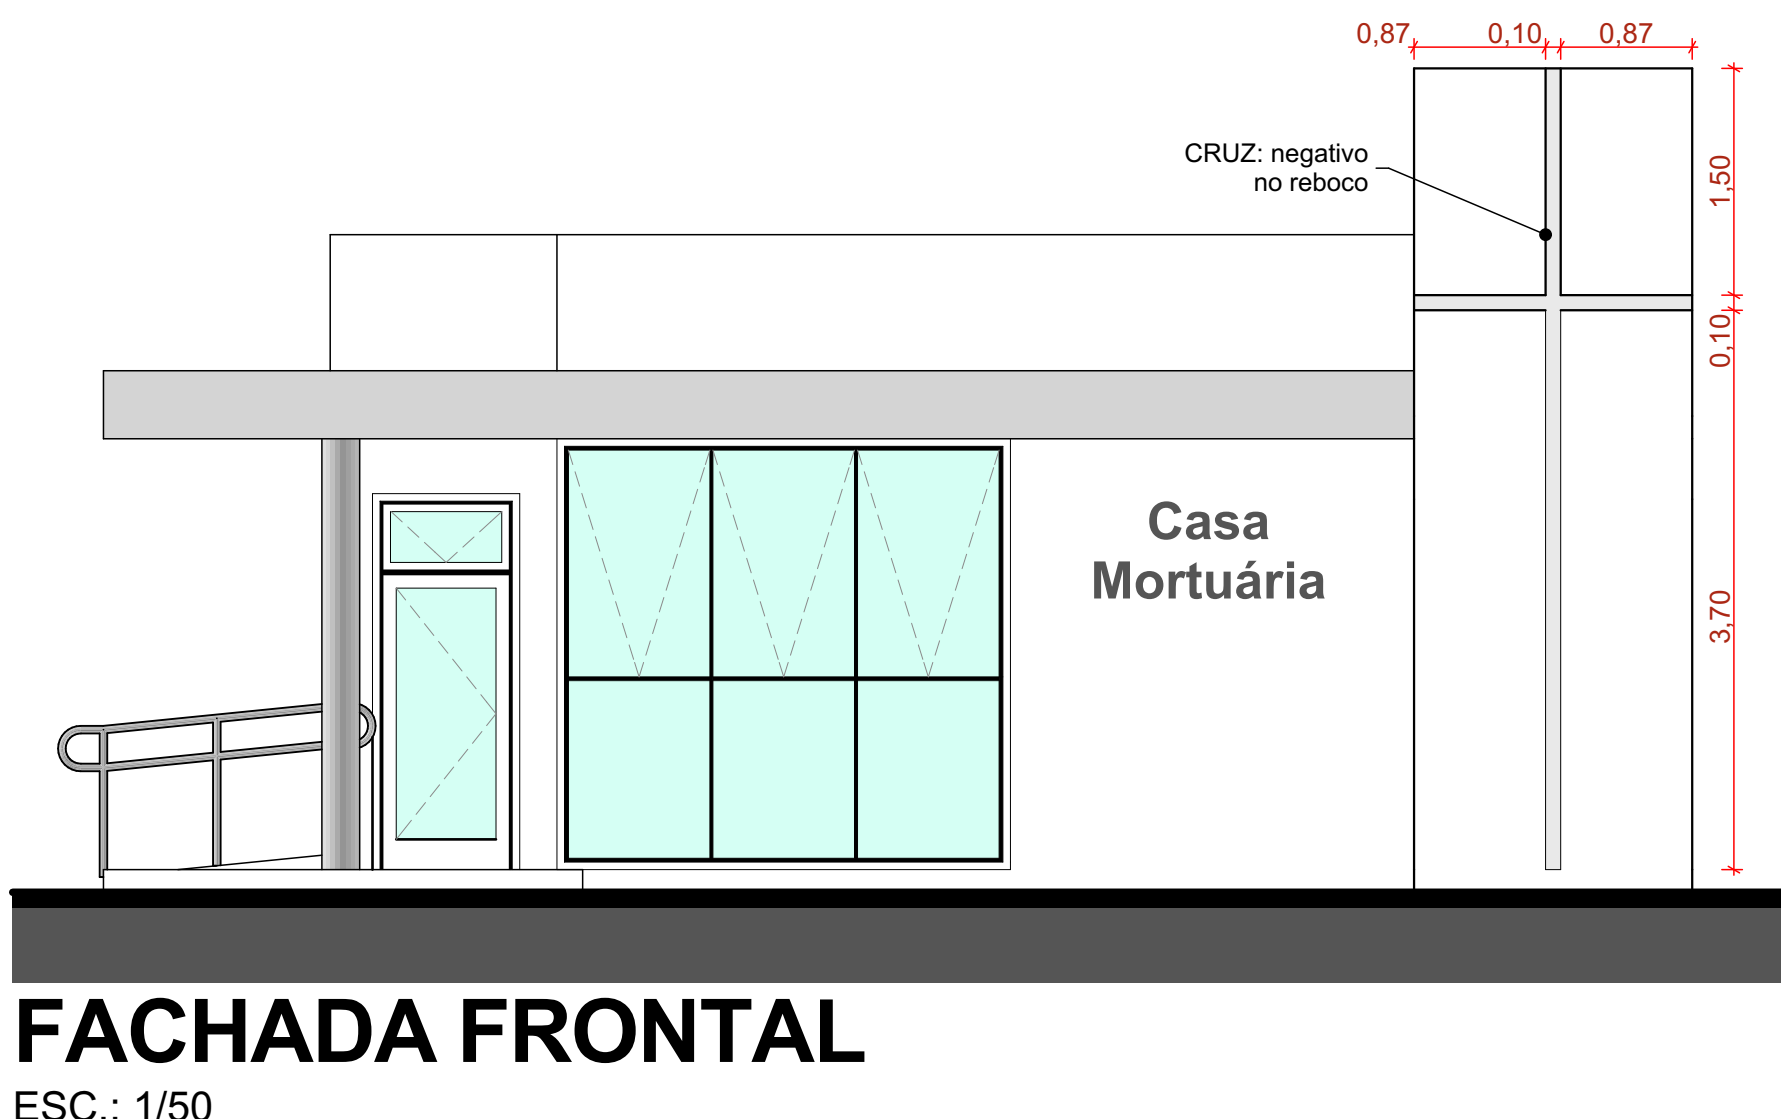 0,87 0,10 0,87
CRUZ: negativo
no reboco
1,50
0,10
Casa
Mortuária
3,70
FACHADA FRONTAL
ESC.: 1/50